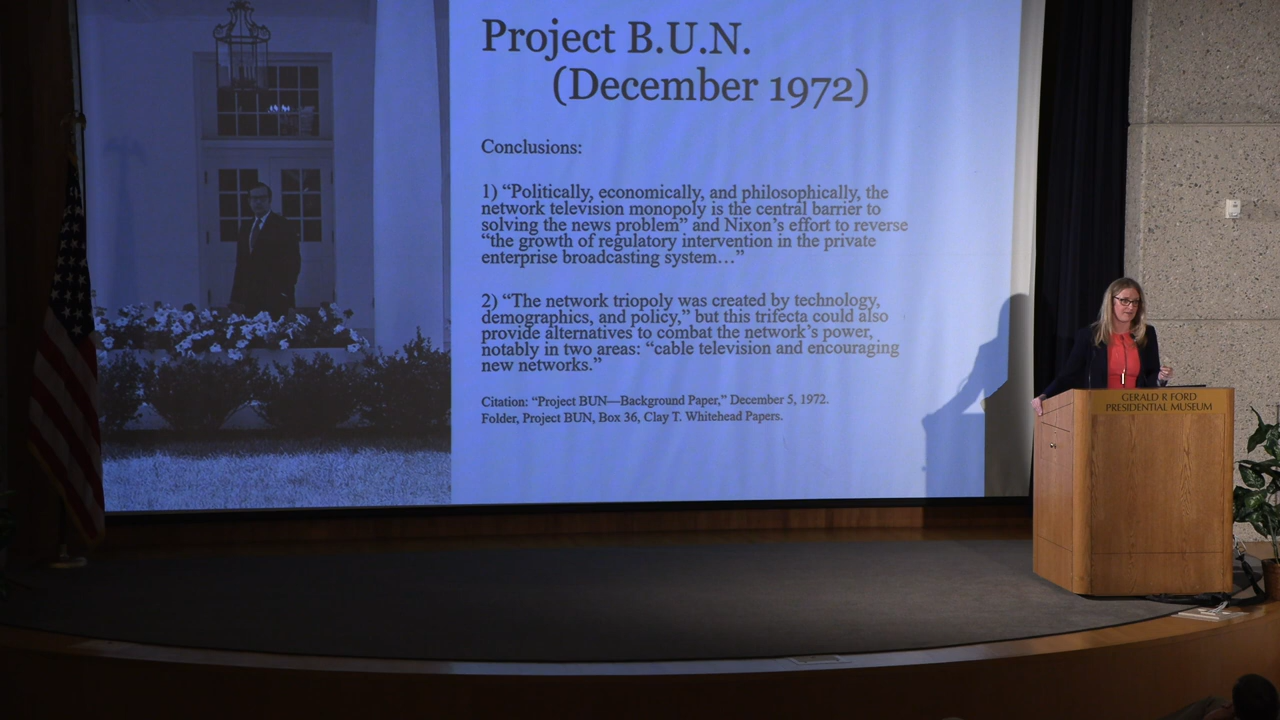 Project B.U.N.
(December 1972)
Conclusions:
1) “Politically, economically, and philosophically, the
network television monopoly is the central barrier to
solving the news problem” and Nixon’s effort to reverse
“the growth of regulatory intervention in the private
enterprise broadcasting system…”
2) “The network triopoly was created by technology,
demographics, and policy,” but this trifecta could also
provide alternatives to combat the network’s power,
notably in two areas: “cable television and encouraging
new networks.”
Citation: “Project BUN—Background Paper,” December 5, 1972.
Folder, Project BUN, Box 36, Clay T. Whitehead Papers.
GERALD R FORD
PRESIDENTIAL MUSEUM